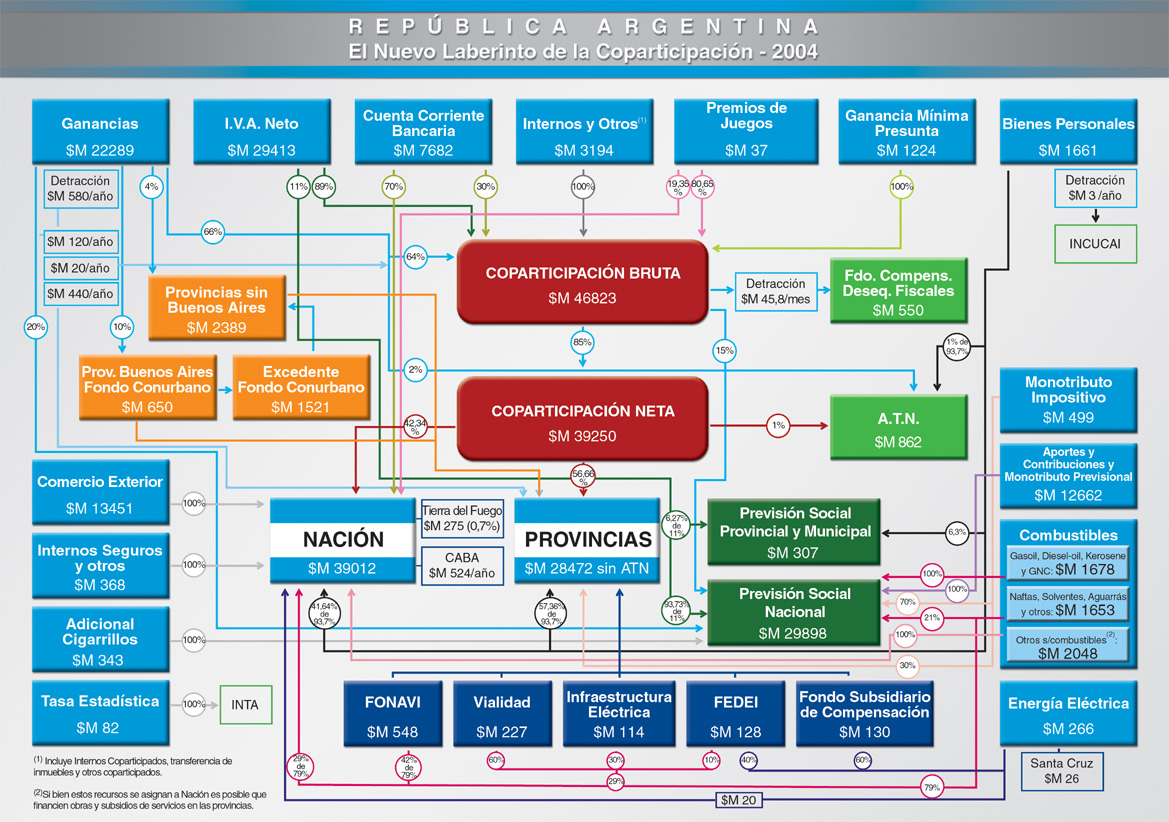 REPÚBLICA ARGENTINA
El Nuevo Laberinto de la Coparticipación - 2004
Ganancias
$M 22289
I.V.A. Neto
$M 29413
Cuenta Corriente
Bancaria
$M 7682
Internos y Otros(1)
$M 3194
Premios de
Juegos
$M 37
Ganancia Mínima
Presunta
$M 1224
Bienes Personales
$M 1661
Detracción
$M 580/año
4%
11%
89%
70%
30%
100%
19,35
%
80,65
%
100%
Detracción
$M 3 /año
$M 120/año
66%
INCUCAI
$M 20/año
64%
COPARTICIPACIÓN BRUTA
$M 46823
Detracción
$M 45,8/mes
Fdo. Compens.
Deseq. Fiscales
$M 550
$M 440/año
Provincias sin
Buenos Aires
$M 2389
20%
10%
85%
15%
1% de
93,7%
Prov. Buenos Aires
Fondo Conurbano
$M 650
Excedente
Fondo Conurbano
$M 1521
2%
COPARTICIPACIÓN NETA
$M 39250
42,34
%
1%
A.T.N.
$M 862
Monotributo
Impositivo
$M 499
56,66
%
Comercio Exterior
$M 13451
100%
Aportes y
Contribuciones y
Monotributo Previsional
$M 12662
NACIÓN
$M 39012
Tierra del Fuego
$M 275 (0,7%)
CABA
$M 524/año
PROVINCIAS
$M 28472 sin ATN
6,27%
de
11%
Previsión Social
Provincial y Municipal
$M 307
6,3%
Internos Seguros
y otros
$M 368
100%
Combustibles
Gasoil, Diesel-oil, Kerosene
y GNC: $M 1678
100%
100%
Naftas, Solventes, Aguarrás
y otros: $M 1653
70%
21%
Otros s/combustibles(2):
$M 2048
100%
30%
41,64%
de
93,7%
57,36%
de
93,7%
93,73%
de
11%
Previsión Social
Nacional
$M 29898
Adicional
Cigarrillos
$M 343
100%
Tasa Estadística
$M 82
100%
INTA
FONAVI
$M 548
Vialidad
$M 227
Infraestructura
Eléctrica
$M 114
FEDEI
$M 128
Fondo Subsidiario
de Compensación
$M 130
Energía Eléctrica
$M 266
Santa Cruz
$M 26
29%
de
79%
42%
de
79%
60%
30%
29%
10%
40%
60%
79%
$M 20
(1) Incluye Internos Coparticipados, transferencia de
inmuebles y otros coparticipados.
(2)Si bien estos recursos se asignan a Nación es posible que
financien obras y subsidios de servicios en las provincias.